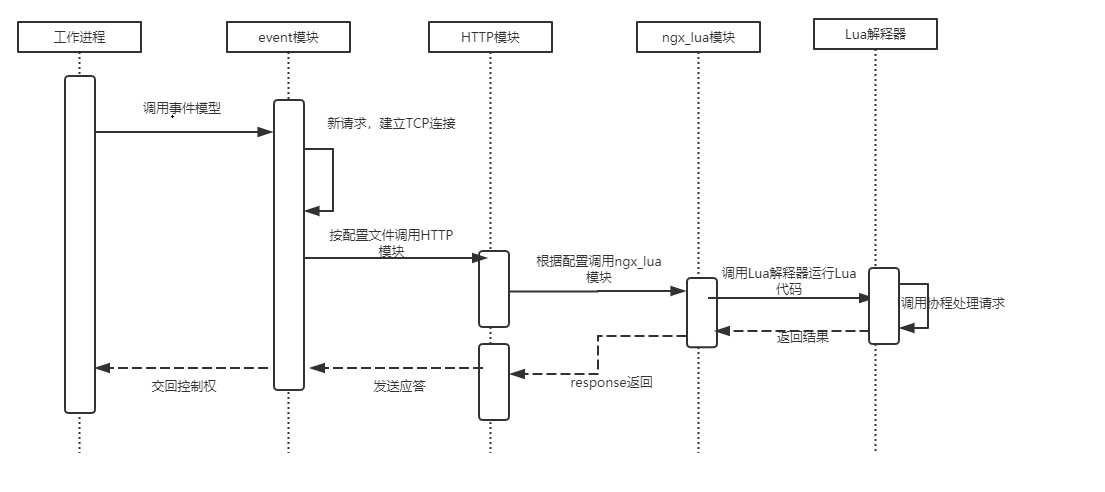 工作进程
event模块
HTTP模块
ngx_lua模块
Lua解释器
调用事件模型
新请求，建立TCP连接
按配置文件调用HTTP
模块
根据配置调用ngx_lua
模块
调用Lua解释器运行Lua
代码
调用协程处理请求
返回结果
response返回
发送应答
交回控制权